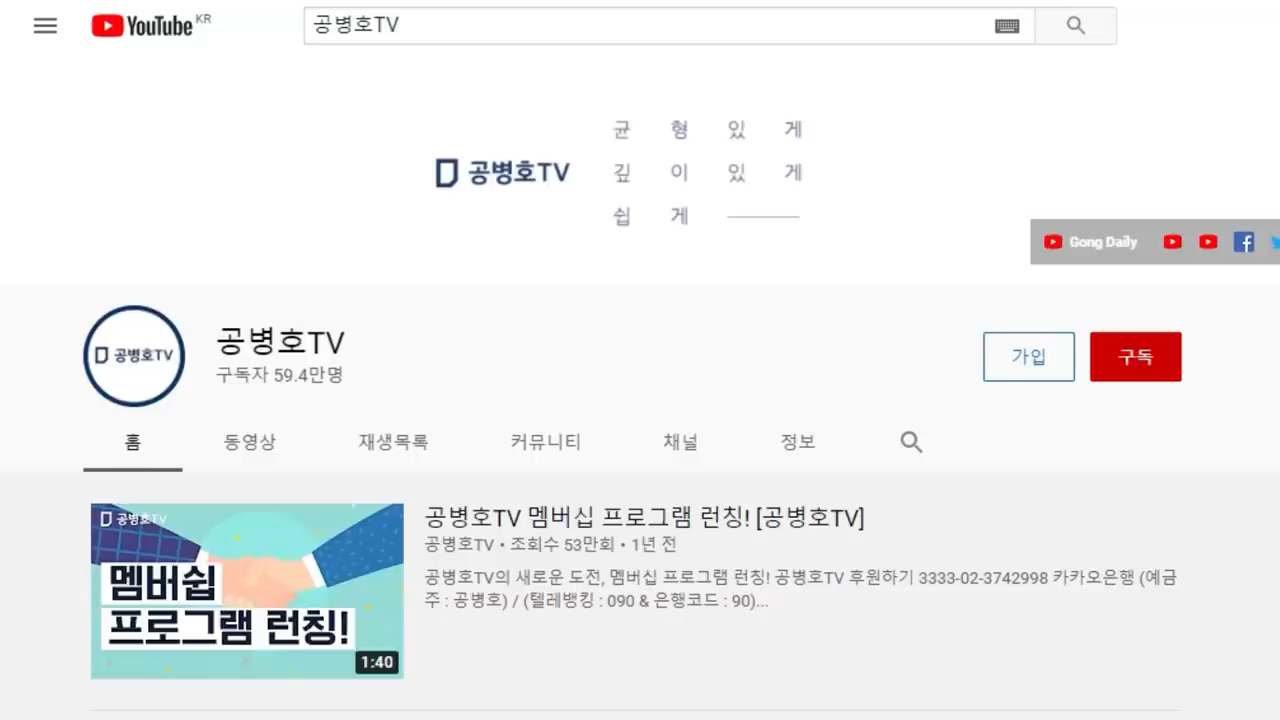 YouTube KR
공병호TV
균 형 있 게
공병호TV
깊 이 있 게
쉽 게
Gong Daily
공병호TV
공병호TV
구독자 59.4만명
가입
구독
홈
동영상
재생목록
커뮤니티
채널
정보
공병호TV
멤버쉽
프로그램 런칭!
1:40
공병호TV 멤버십 프로그램 런칭! [공병호TV]
공병호TV • 조회수 53만회 • 1년 전
공병호TV의 새로운 도전, 멤버십 프로그램 런칭! 공병호TV 후원하기 3333-02-3742998 카카오은행 (예금
주 : 공병호) / (텔레뱅킹 : 090 & 은행코드 : 90)...